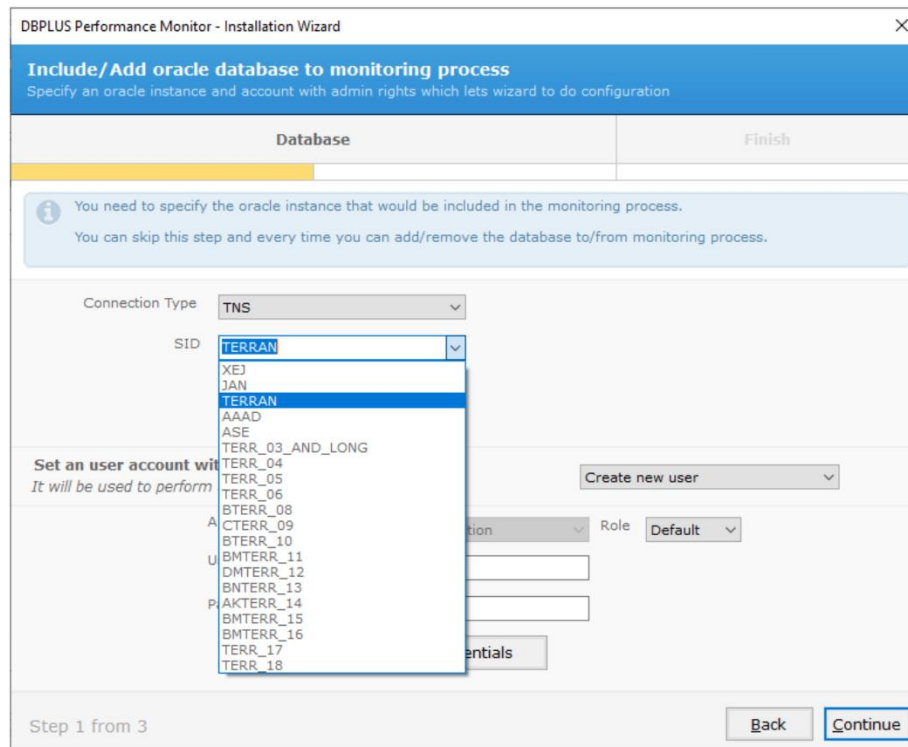 DBPLUS Performance Monitor - Installation Wizard
Include/Add oracle database to monitoring process
Specify an oracle instance and account with admin rights which lets wizard to do configuration
Database Finish
You need to specify the oracle instance that would be included in the monitoring process.
You can skip this step and every time you can add/remove the database to/from monitoring process.
Connection Type TNS
SID TERRAN
XEJ
JAN
TERRAN
AAAD
ASE
TERR_03_AND_LONG
TERR_04
TERR_05
TERR_06
BTERR_08
CTERR_09
BTERR_10
BMTERR_11
DMTERR_12
BNTERR_13
AKTERR_14
BMTERR_15
BMTERR_16
TERR_17
TERR_18
Set an user account
It will be used to perform
Create new user
Role Default
Step 1 from 3
Back Continue